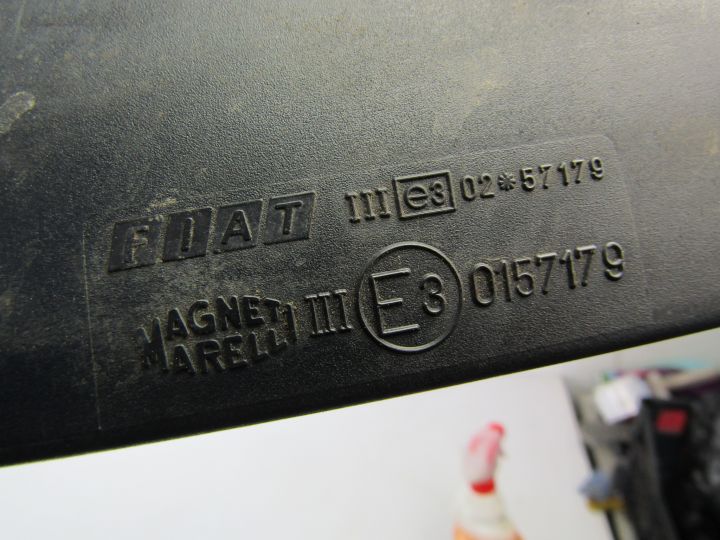 FIAT III e3 02*57179
MAGNETI MARELLI III E3 0157179